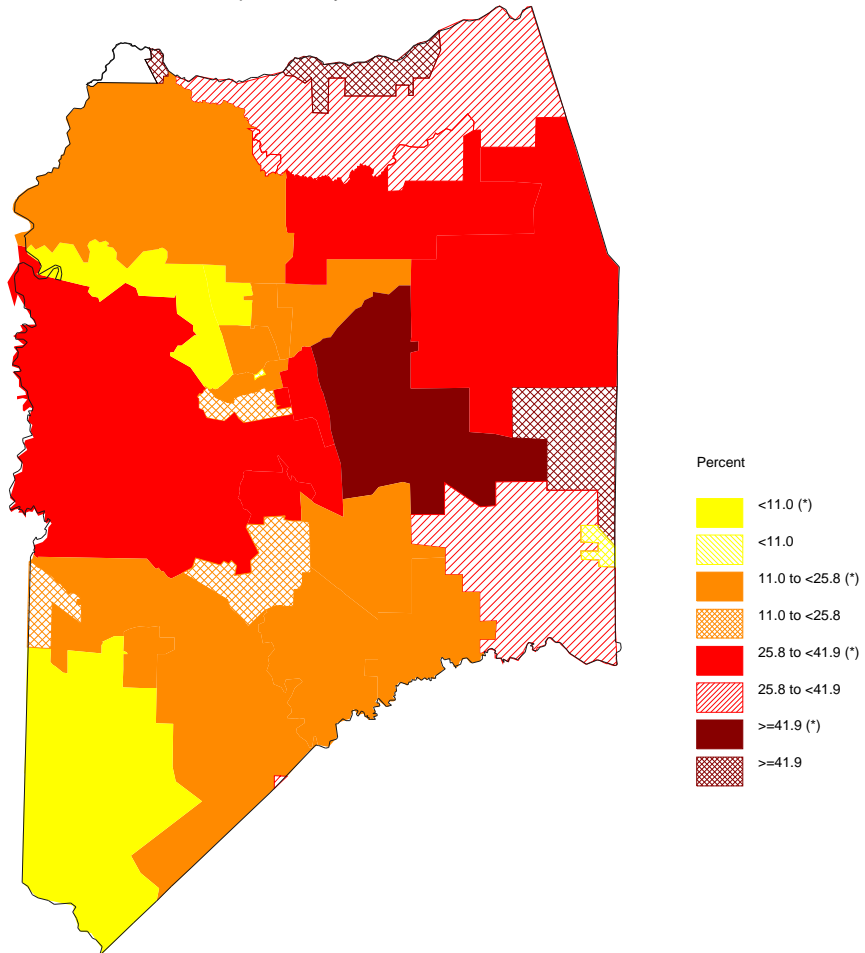 Percent
<11.0 (*)
<11.0
11.0 to <25.8 (*)
11.0 to <25.8
25.8 to <41.9 (*)
25.8 to <41.9
>=41.9 (*)
>=41.9